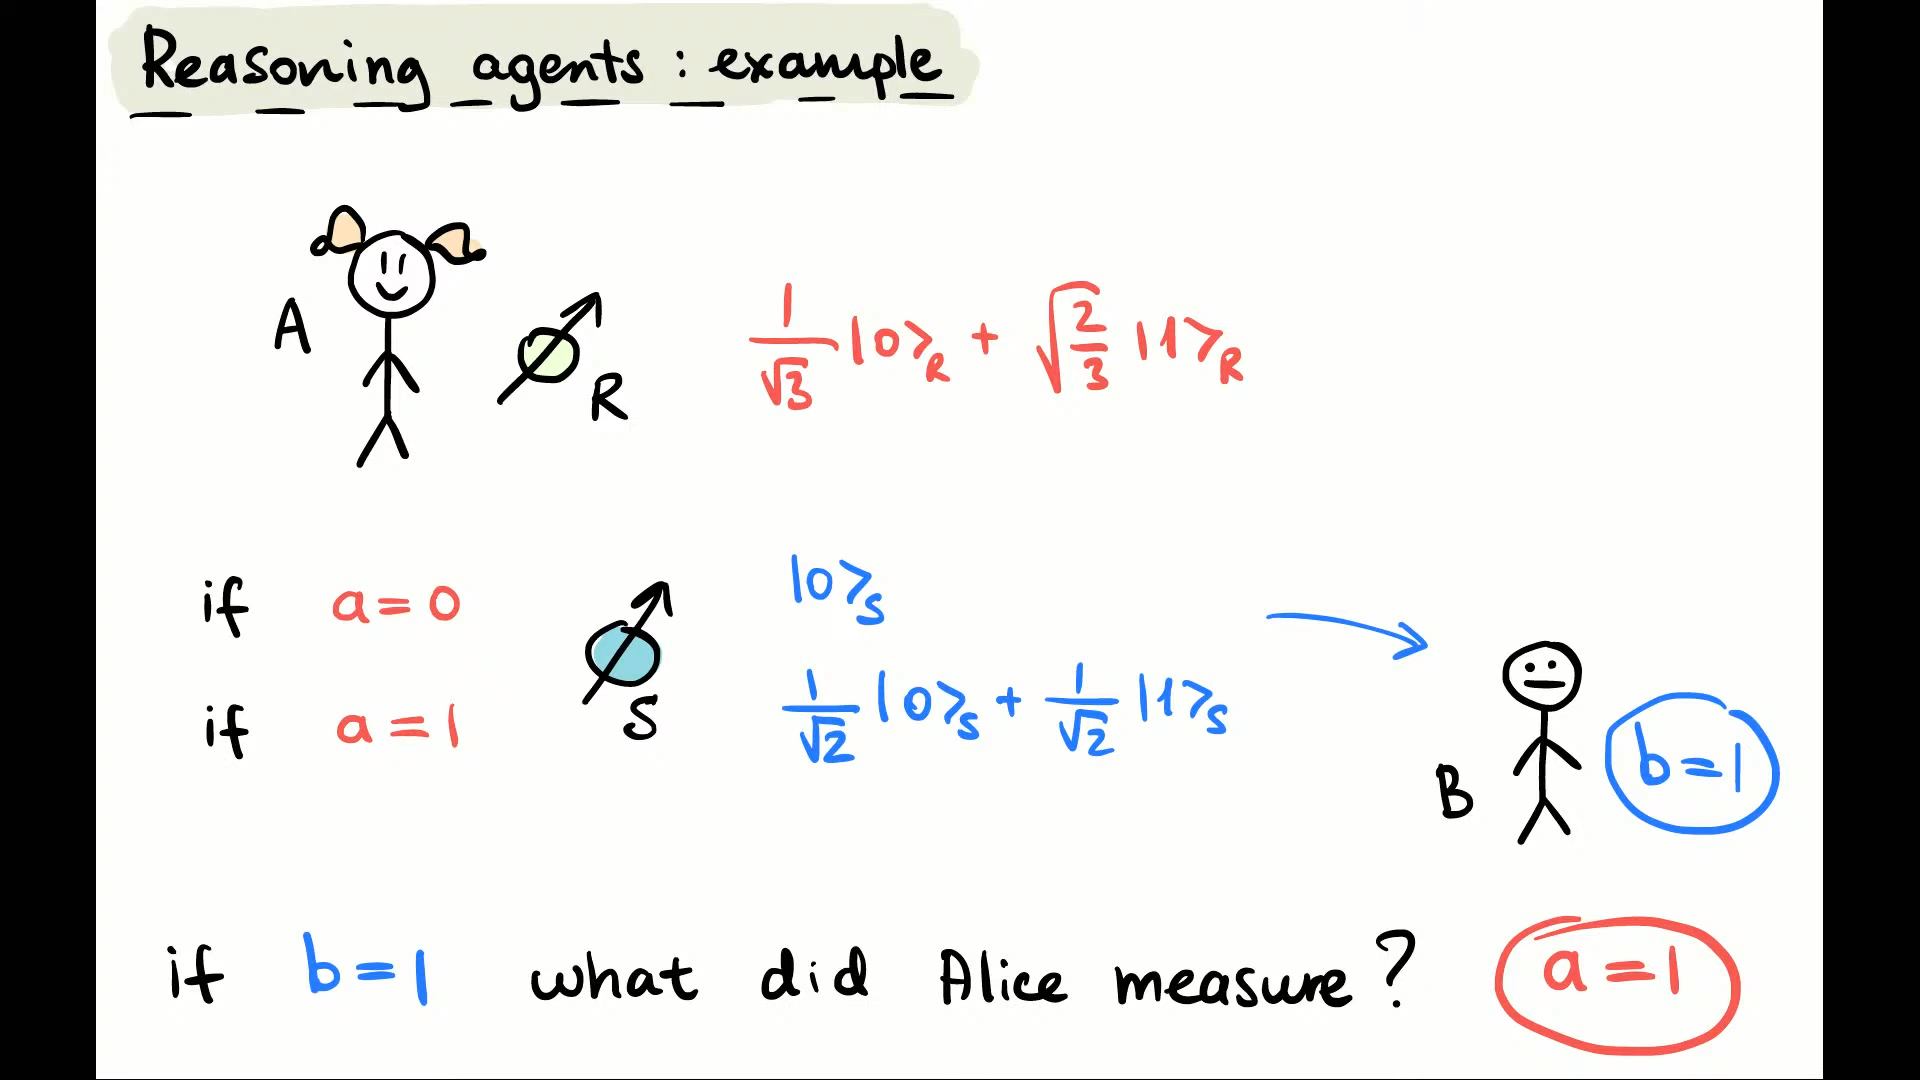 Reasoning agents : example
A
R
1/√3 |0>_R + √2/3 |1>_R
if a = 0
|0>_S
if a = 1
S
1/√2 |0>_S + 1/√2 |1>_S
B
b = 1
if b = 1 what did Alice measure? a = 1